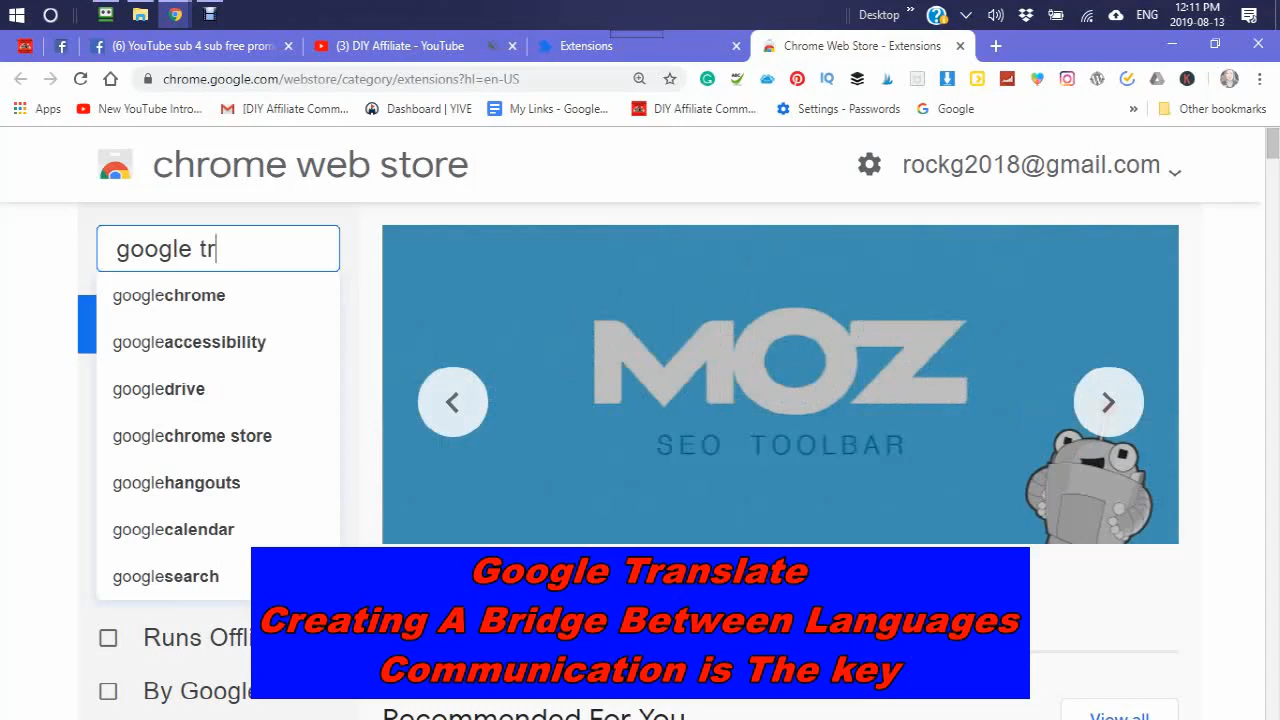 Desktop
»
ENG
12:11 PM
2019-08-13
(6) YouTube sub 4 sub free prom
(3) DIY Affiliate - YouTube
Extensions
Chrome Web Store - Extensions
chrome.google.com/webstore/category/extensions?hl=en-US
Apps
New YouTube Intro...
[DIY Affiliate Comm...
Dashboard | YIVE
My Links - Google...
DIY Affiliate Comm...
Settings - Passwords
Google
»
Other bookmarks
chrome web store
rockg2018@gmail.com
google tr
googlechrome
googleaccessibility
googledrive
googlechrome store
googlehangouts
googlecalendar
googlesearch
MOZ
SEO TOOLBAR
Google Translate
Creating A Bridge Between Languages
Communication is The key
Runs Offli
By Google
Recommended For You
View all